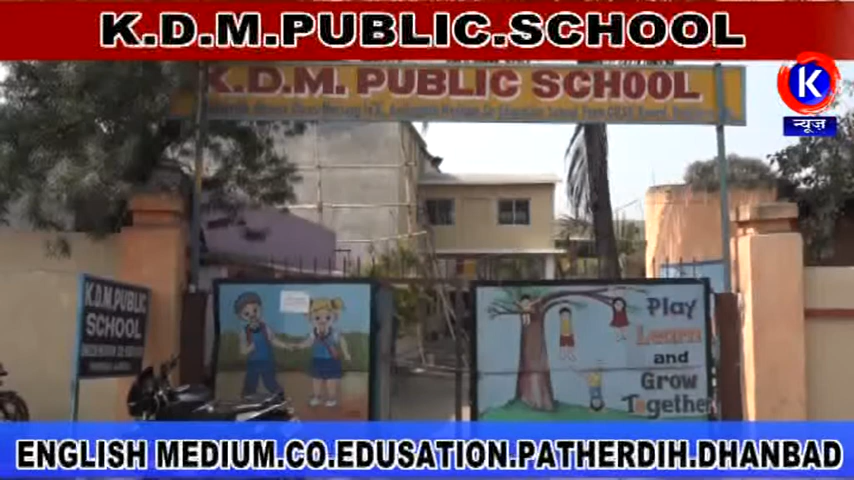 K.D.M.PUBLIC.SCHOOL
K.D.M. PUBLIC SCHOOL
K
न्यूज़
K.D.M.PUBLIC
SCHOOL
Play
Learn
and
Grow
Together
ENGLISH MEDIUM.CO.EDUSATION.PATHERDIH.DHANBAD